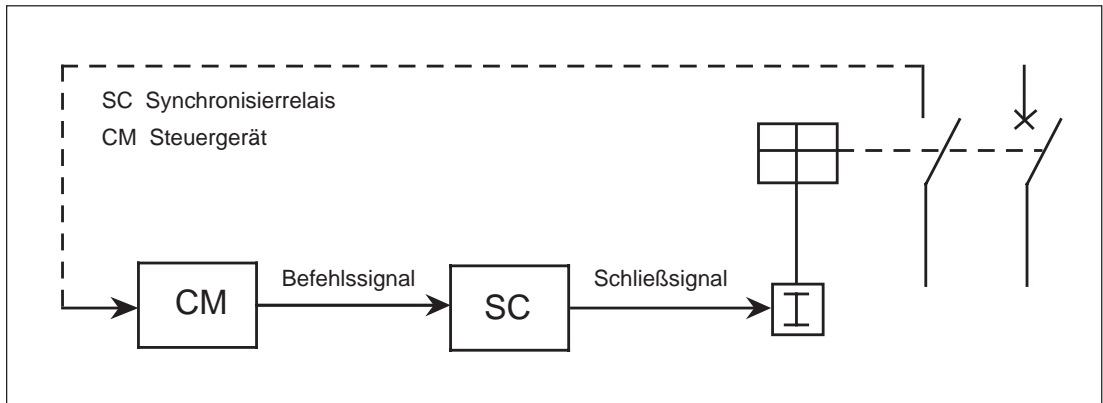 SC Synchronisierrelais
CM Steuergerät
Befehlssignal
Schließsignal
CM
SC
I